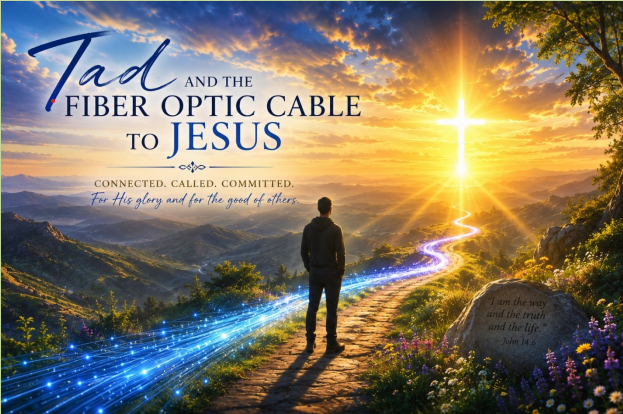 Tad AND THE
FIBER OPTIC CABLE
TO JESUS
CONNECTED. CALLED. COMMITTED.
For His glory and for the good of others.
"I am the way
and the truth
and the life."
~ John 14:6